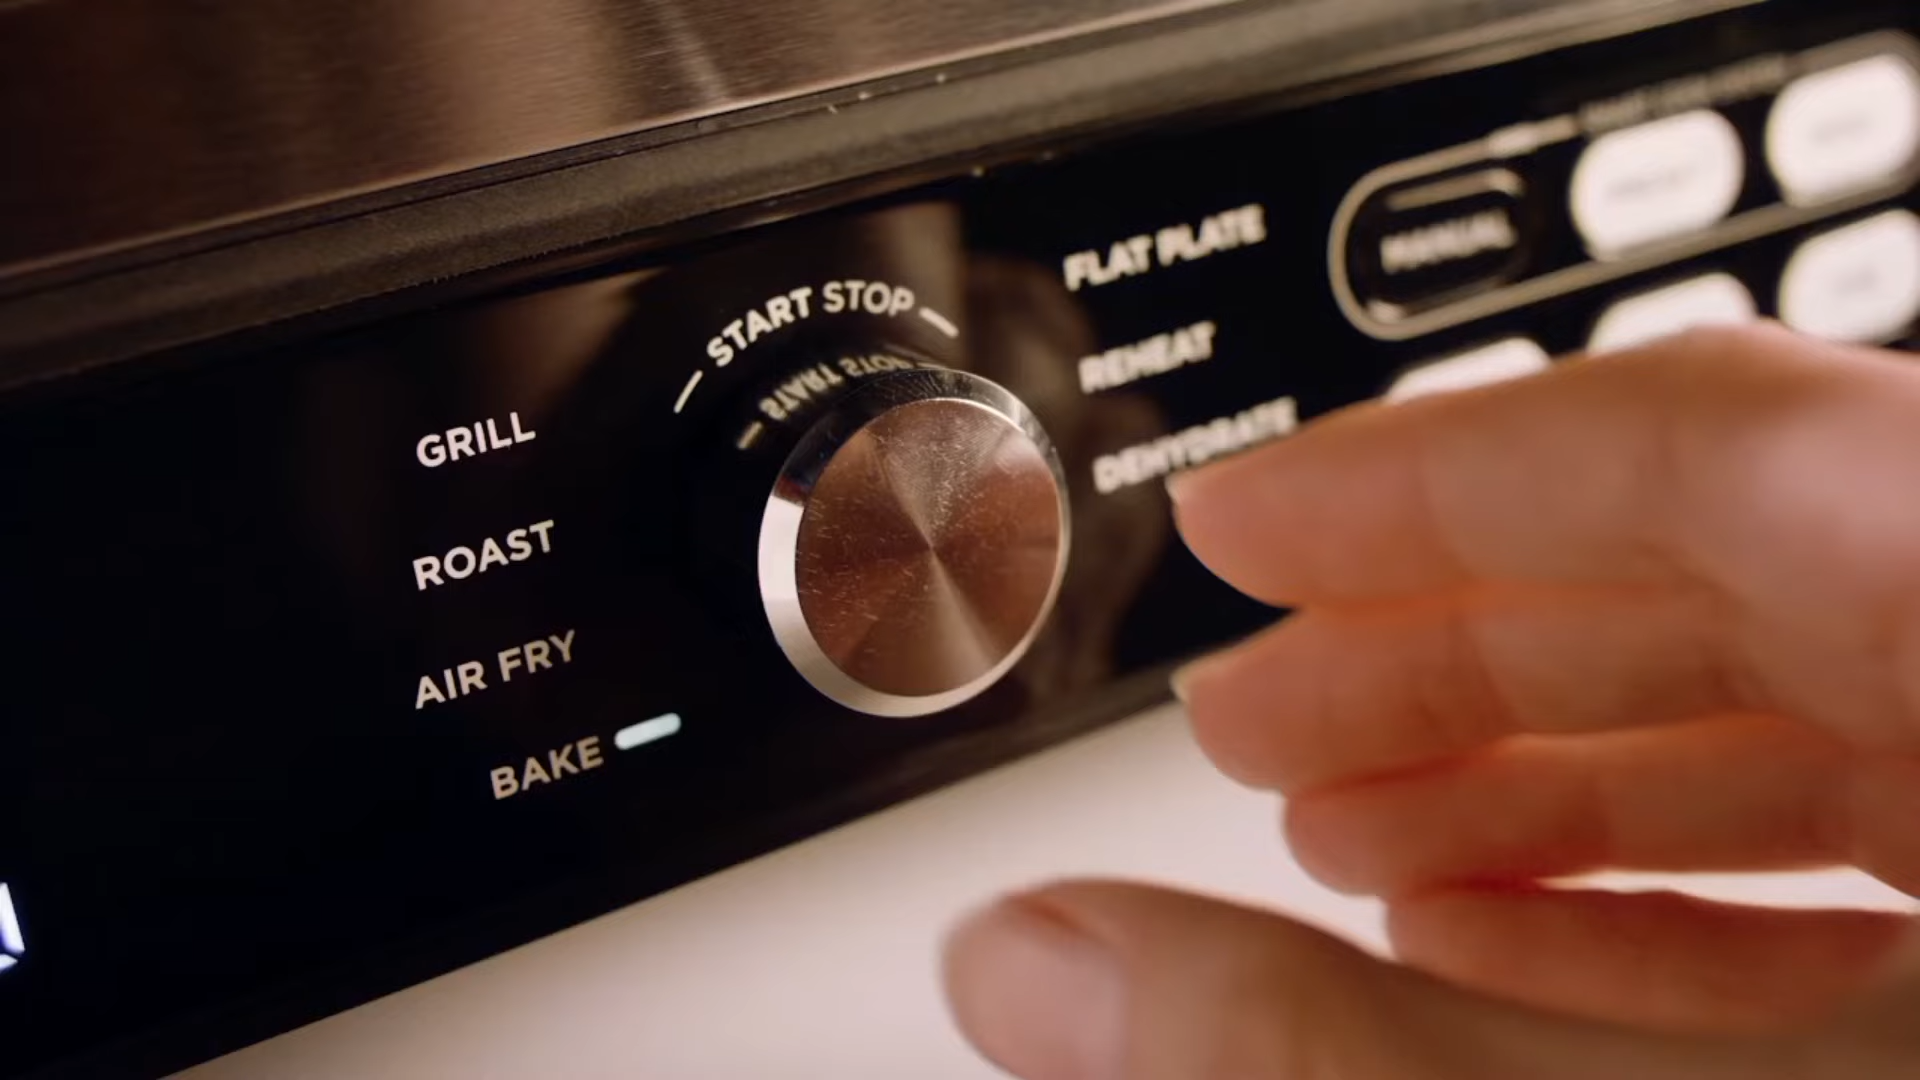 START STOP
GRILL
ROAST
AIR FRY
BAKE
FLAT PLATE
REHEAT
DEHYDRATE
MANUAL